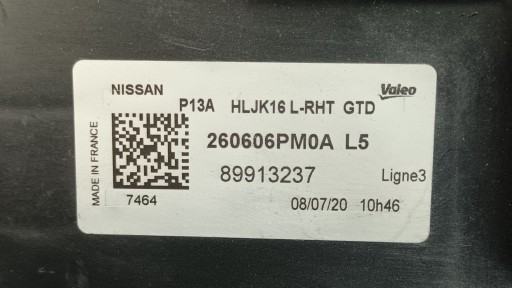 NISSAN
Valeo
P13A HLJK16 L-RHT GTD
260606PM0A L5
89913237
Ligne3
MADE IN FRANCE
7464
08/07/20 10h46